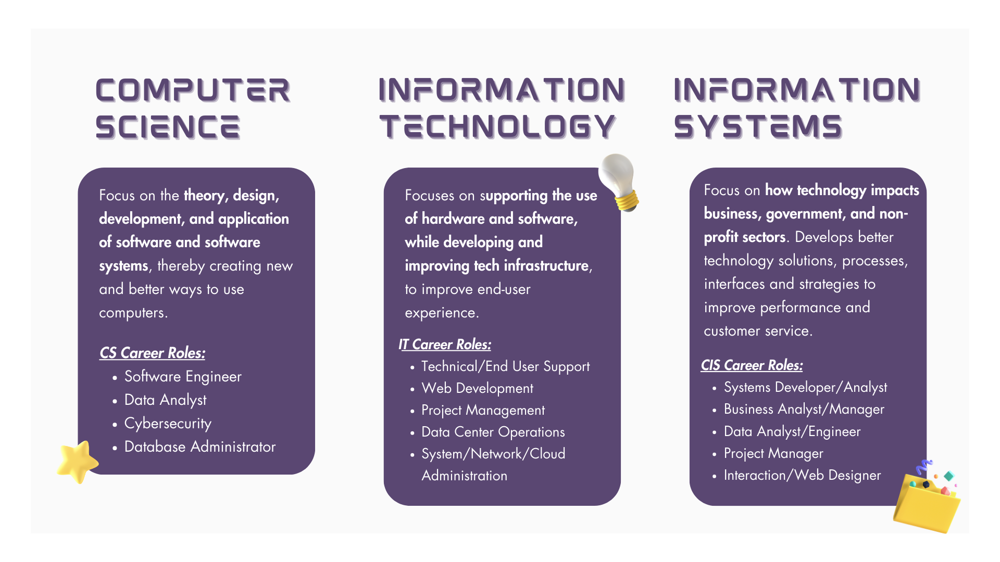 COMPUTER
SCIENCE
Focus on the theory, design,
development, and application
of software and software
systems, thereby creating new
and better ways to use
computers.
CS Career Roles:
• Software Engineer
• Data Analyst
• Cybersecurity
• Database Administrator
INFORMATION
TECHNOLOGY
Focuses on supporting the use
of hardware and software,
while developing and
improving tech infrastructure,
to improve end-user
experience.
IT Career Roles:
• Technical/End User Support
• Web Development
• Project Management
• Data Center Operations
• System/Network/Cloud
Administration
INFORMATION
SYSTEMS
Focus on how technology impacts
business, government, and non-
profit sectors. Develops better
technology solutions, processes,
interfaces and strategies to
improve performance and
customer service.
CIS Career Roles:
• Systems Developer/Analyst
• Business Analyst/Manager
• Data Analyst/Engineer
• Project Manager
• Interaction/Web Designer